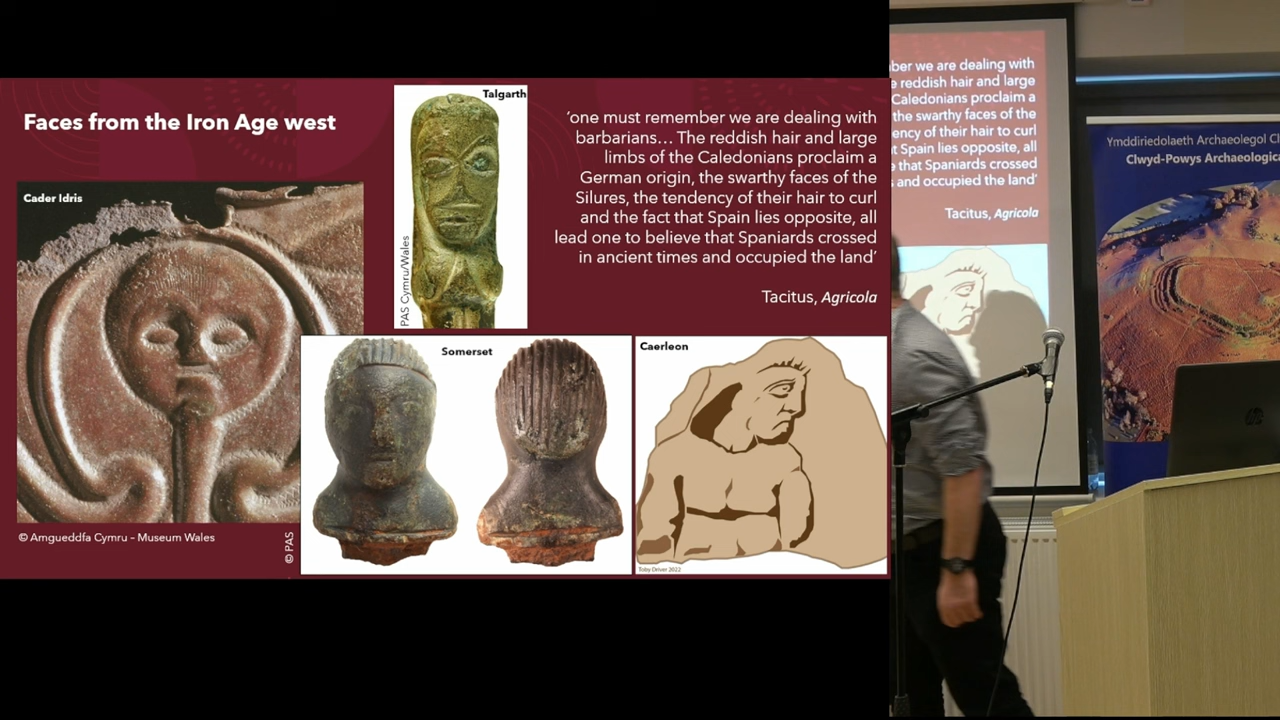 Faces from the Iron Age west
Cader Idris
© Amgueddfa Cymru – Museum Wales
Talgarth
PAS Cymru/Wales
'one must remember we are dealing with
barbarians… The reddish hair and large
limbs of the Caledonians proclaim a
German origin, the swarthy faces of the
Silures, the tendency of their hair to curl
and the fact that Spain lies opposite, all
lead one to believe that Spaniards crossed
in ancient times and occupied the land'
Tacitus, Agricola
© PAS
Somerset
Caerleon
Toby Driver 2022
we are dealing with
reddish hair and large
Caledonians proclaim a
the swarthy faces of the
of their hair to curl
Spain lies opposite, all
that Spaniards crossed
and occupied the land'
Tacitus, Agricola
Ymddiriedolaeth Archaeolegol
Clwyd-Powys
hp